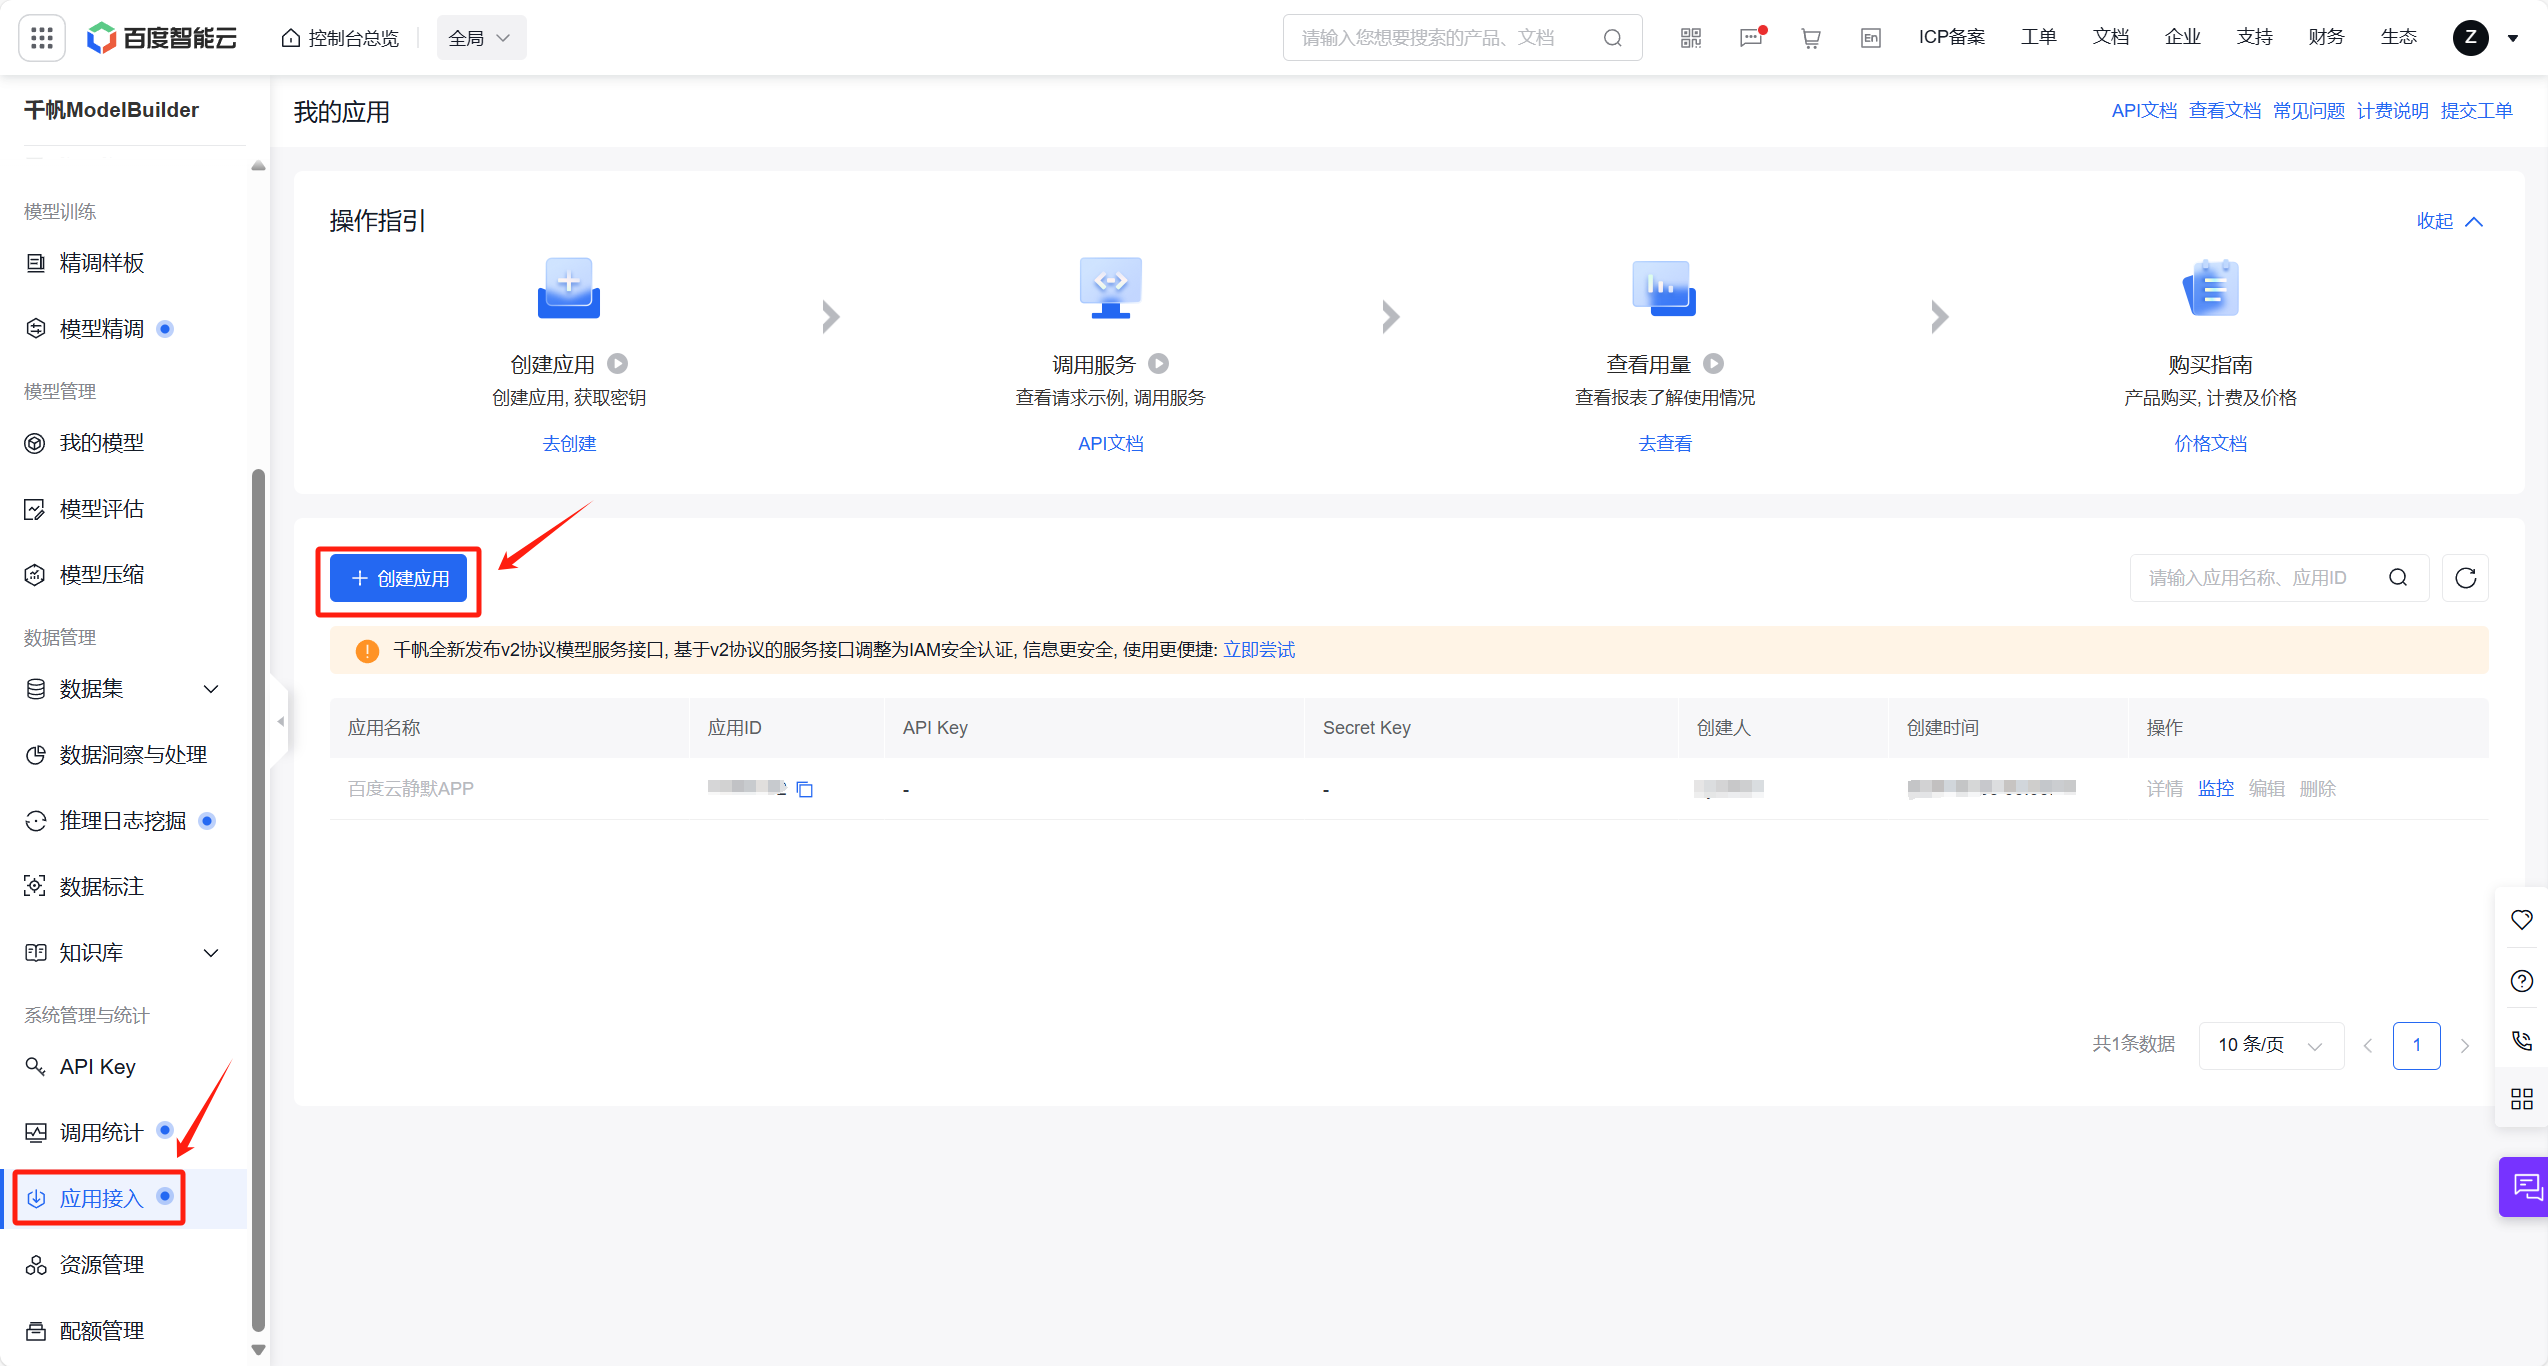 百度智能云
控制台总览
全局
请输入您想要搜索的产品、文档
En
ICP备案
工单
文档
企业
支持
财务
生态
Z
千帆ModelBuilder
模型训练
精调样板
模型精调
模型管理
我的模型
模型评估
模型压缩
数据管理
数据集
数据洞察与处理
推理日志挖掘
数据标注
知识库
系统管理与统计
API Key
调用统计
应用接入
资源管理
配额管理
我的应用
API文档 查看文档 常见问题 计费说明 提交工单
操作指引
收起
创建应用
创建应用, 获取密钥
去创建
调用服务
查看请求示例, 调用服务
API文档
查看用量
查看报表了解使用情况
去查看
购买指南
产品购买, 计费及价格
价格文档
+ 创建应用
请输入应用名称、应用ID
千帆全新发布v2协议模型服务接口, 基于v2协议的服务接口调整为IAM安全认证, 信息更安全, 使用更便捷: 立即尝试
应用名称 应用ID API Key Secret Key 创建人 创建时间 操作
百度云静默APP - - 详情 监控 编辑 删除
共1条数据 10 条/页 1